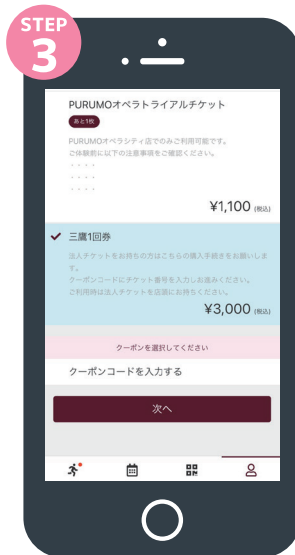 STEP
3
PURUMOオペラトライアルチケット
あと1枚
PURUMOオペラシティ店でのみご利用可能です。
ご体験前に以下の注意事項をご確認ください。
・・・・
・・・・
・・・・
¥1,100 (税込)
三鷹1回券
法人チケットをお持ちの方はこちらの購入手続きをお願いしま
す。
クーポンコードにチケット番号を入力しお進みください。
ご利用時は法人チケットを店頭にお持ちください。
¥3,000 (税込)
クーポンを選択してください
クーポンコードを入力する
次へ